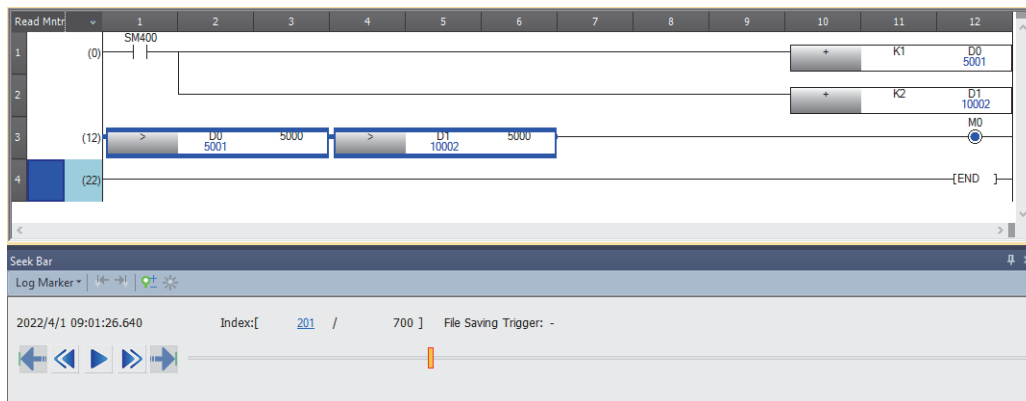 Read Mntr 1 2 3 4 5 6 7 8 9 10 11 12
SM400
1 (0) + K1 D0
5001
2 + K2 D1
10002
M0
3 (12) > D0 5000 > D1 5000
5001 10002
4 (22) [END ]
Seek Bar
Log Marker
2022/4/1 09:01:26.640 Index:[ 201 / 700 ] File Saving Trigger: -